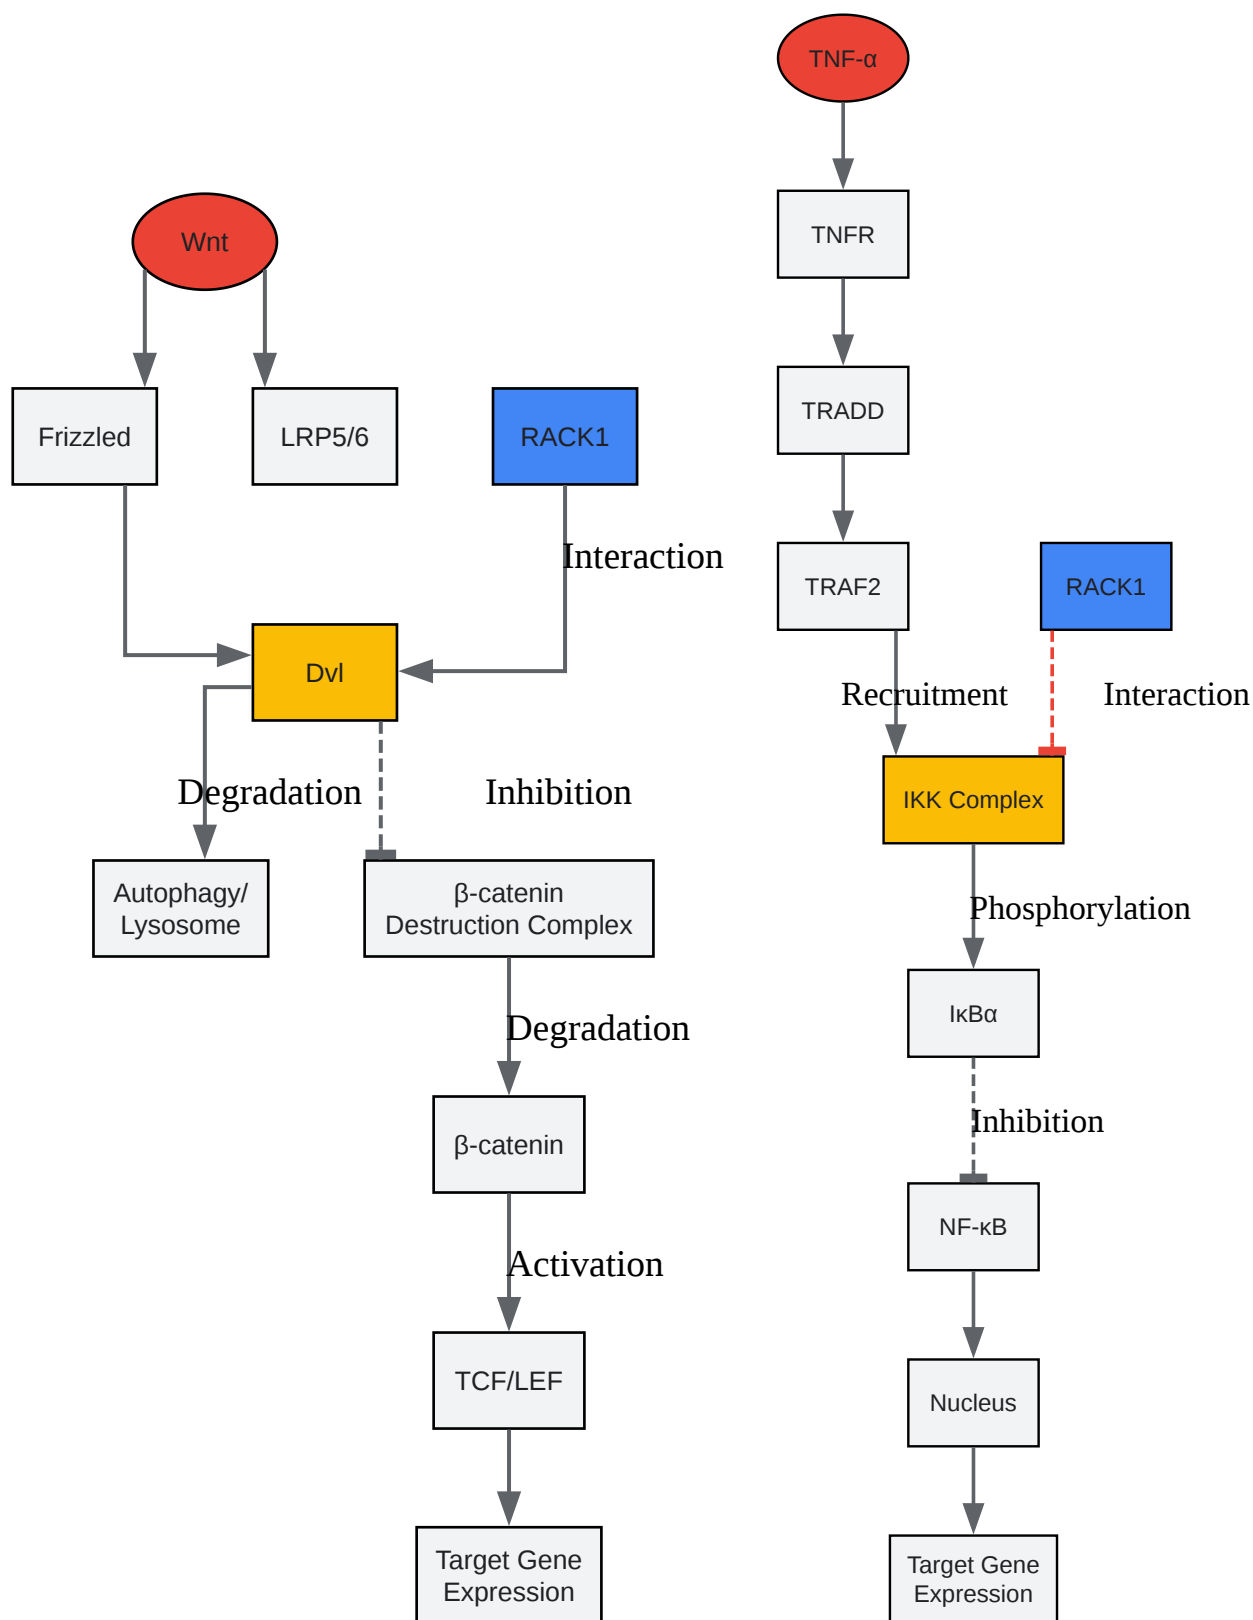 Wnt
Frizzled
LRP5/6
RACK1
Interaction
Dvl
Degradation
Inhibition
Autophagy/
Lysosome
β-catenin
Destruction Complex
Degradation
β-catenin
Activation
TCF/LEF
Target Gene
Expression
TNF-α
TNFR
TRADD
TRAF2
RACK1
Recruitment
Interaction
IKK Complex
Phosphorylation
IκBα
Inhibition
NF-κB
Nucleus
Target Gene
Expression